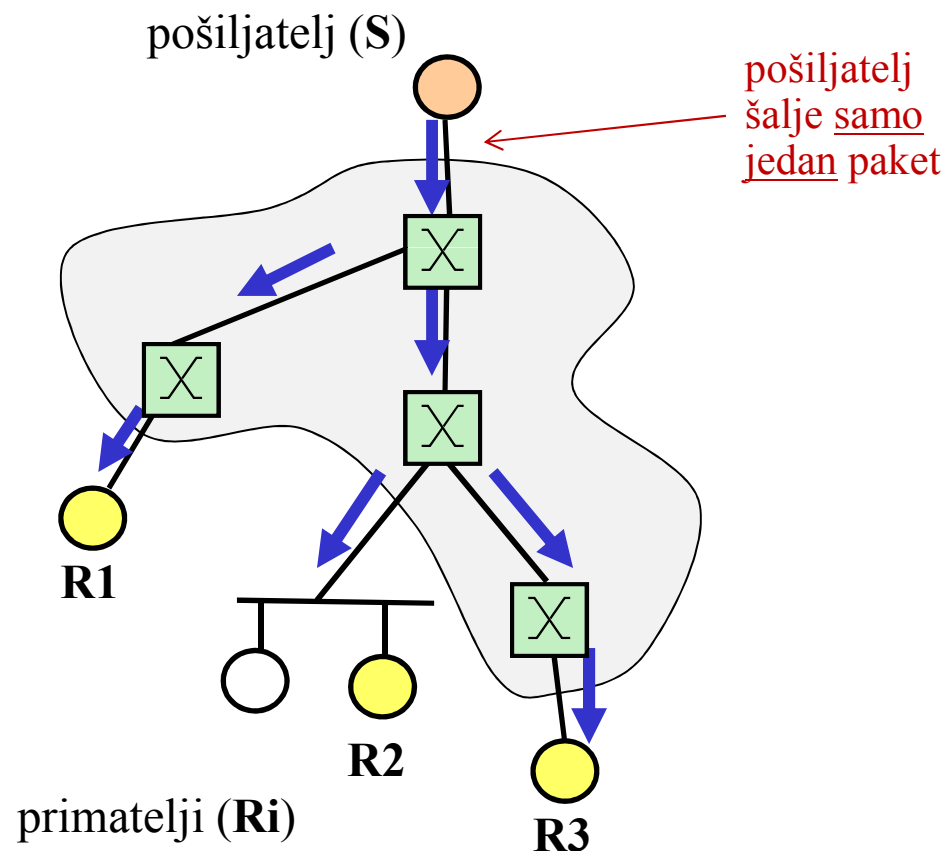 pošiljatelj (S)
pošiljatelj
šalje samo
jedan paket
R1
R2
R3
primatelji (Ri)